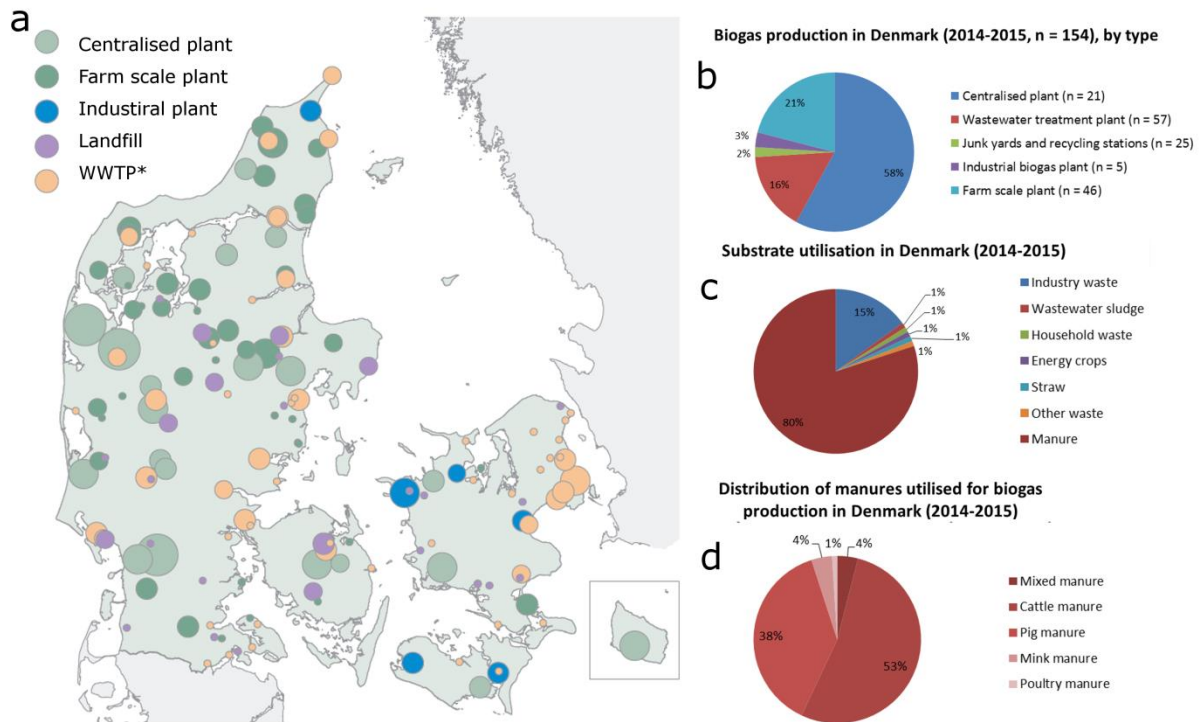 a
Centralised plant
Farm scale plant
Industiral plant
Landfill
WWTP*
Biogas production in Denmark (2014-2015, n = 154), by type
b
21%
3%
2%
16%
58%
Centralised plant (n = 21)
Wastewater treatment plant (n = 57)
Junk yards and recycling stations (n = 25)
Industrial biogas plant (n = 5)
Farm scale plant (n = 46)
Substrate utilisation in Denmark (2014-2015)
c
15%
1%
1%
1%
1%
1%
80%
Industry waste
Wastewater sludge
Household waste
Energy crops
Straw
Other waste
Manure
Distribution of manures utilised for biogas
production in Denmark (2014-2015)
d
4%
1%
4%
38%
53%
Mixed manure
Cattle manure
Pig manure
Mink manure
Poultry manure